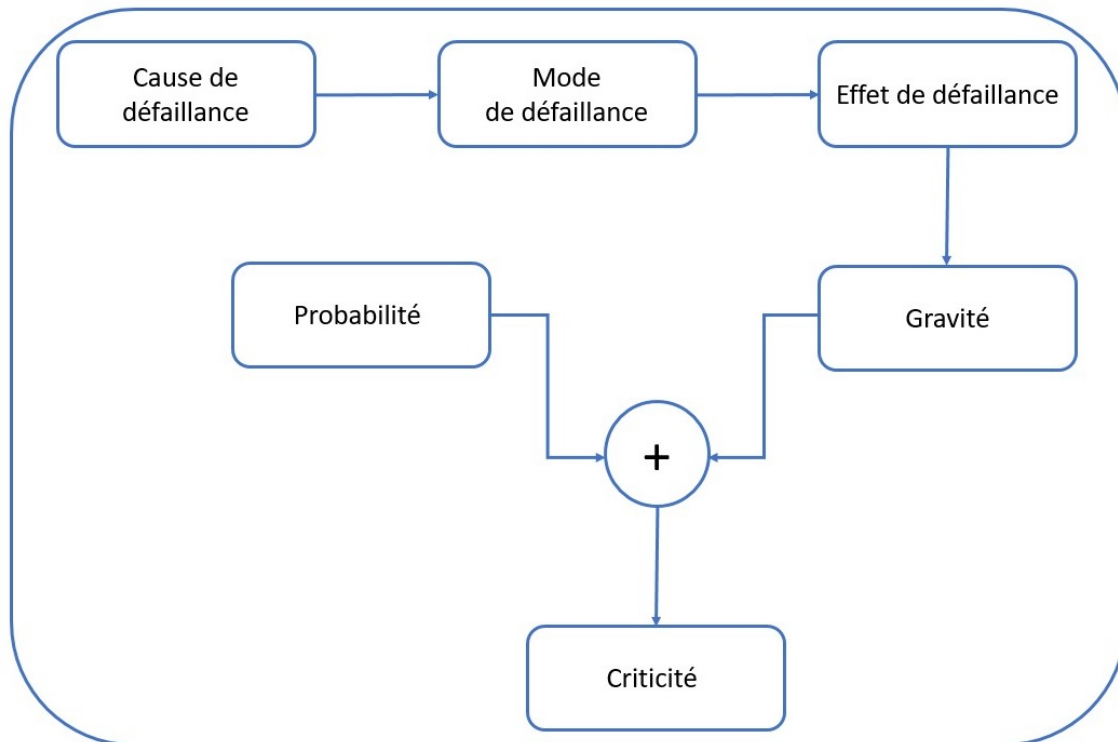 Cause de
défaillance
Mode
de défaillance
Effet de défaillance
Probabilité
Gravité
+
Criticité